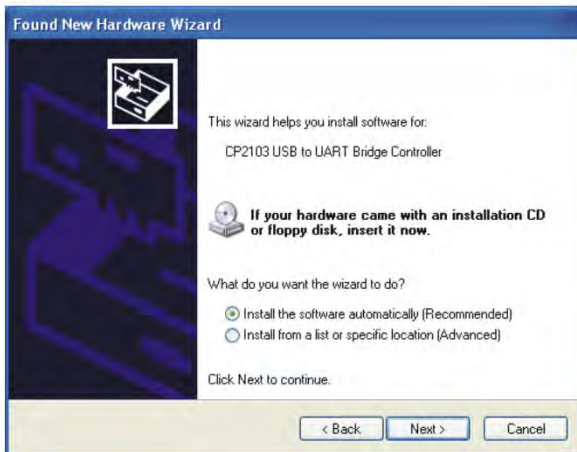 Found New Hardware Wizard
This wizard helps you install software for:
CP2103 USB to UART Bridge Controller
If your hardware came with an installation CD
or floppy disk, insert it now.
What do you want the wizard to do?
Install the software automatically (Recommended)
Install from a list or specific location (Advanced)
Click Next to continue.
< Back Next > Cancel